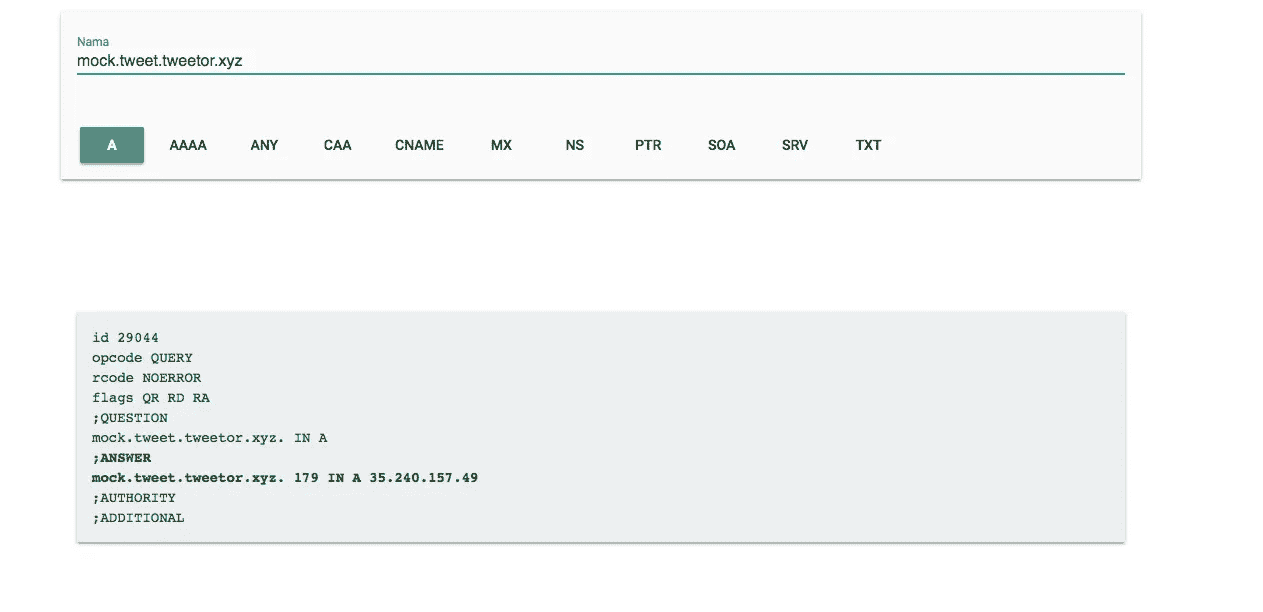 Nama
mock.tweet.tweetor.xyz
A AAAA ANY CAA CNAME MX NS PTR SOA SRV TXT
id 29044
opcode QUERY
rcode NOERROR
flags QR RD RA
;QUESTION
mock.tweet.tweetor.xyz. IN A
;ANSWER
mock.tweet.tweetor.xyz. 179 IN A 35.240.157.49
;AUTHORITY
;ADDITIONAL